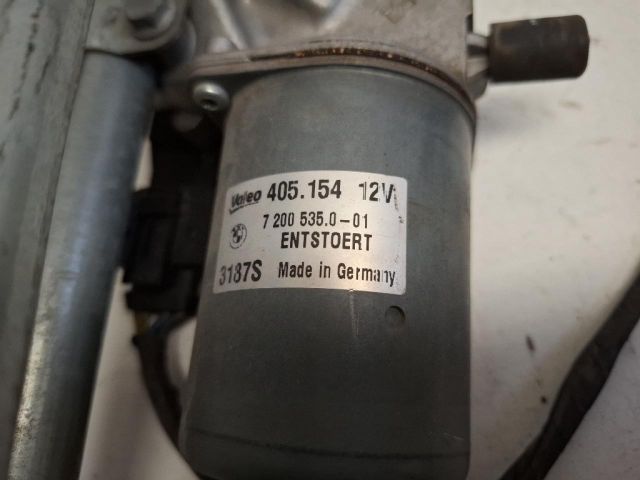 Valeo 405.154 12V
7 200 535.0-01
ENTSTOERT
3187S Made in Germany